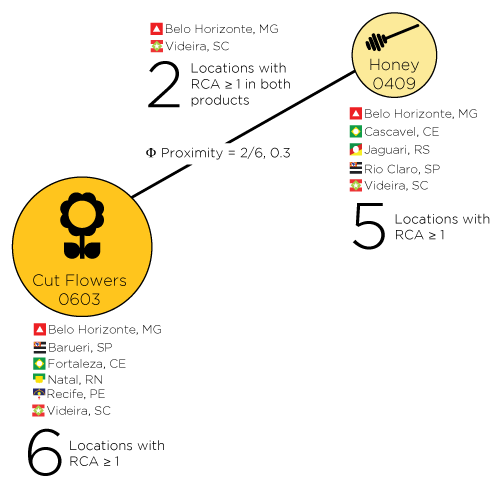 Belo Horizonte, MG
Videira, SC
2 Locations with
RCA ≥ 1 in both
products
Honey
0409
Φ Proximity = 2/6, 0.3
Belo Horizonte, MG
Cascavel, CE
Jaguari, RS
Rio Claro, SP
Videira, SC
5 Locations with
RCA ≥ 1
Cut Flowers
0603
Belo Horizonte, MG
Barueri, SP
Fortaleza, CE
Natal, RN
Recife, PE
Videira, SC
6 Locations with
RCA ≥ 1